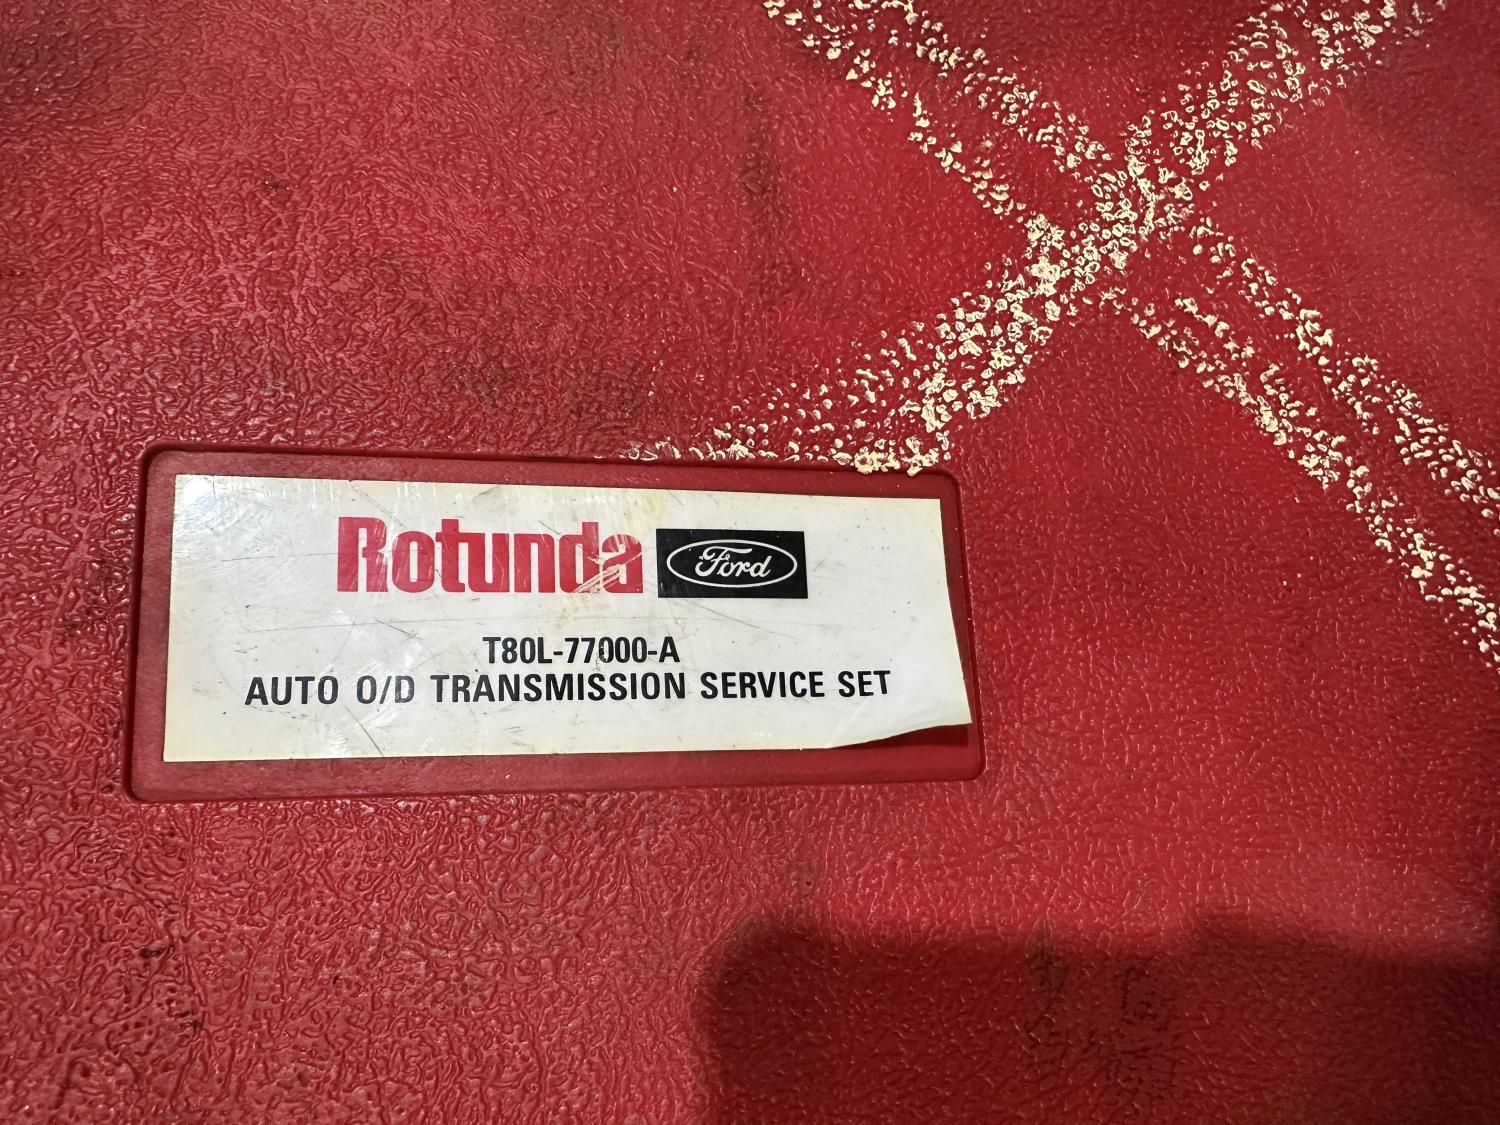 Rotunda Ford
T80L-77000-A
AUTO O/D TRANSMISSION SERVICE SET